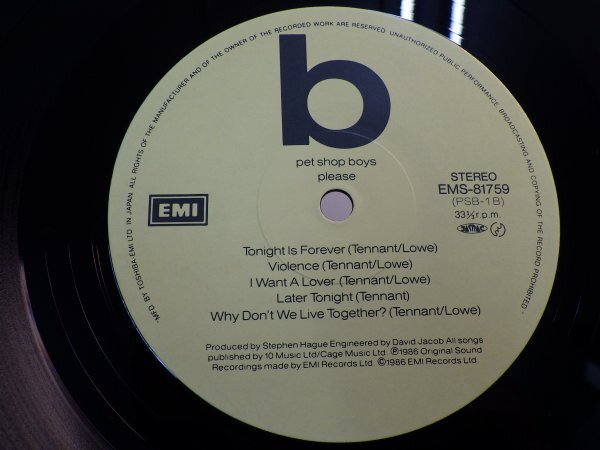 "MFD BY TOSHIBA-EMI LTD. IN JAPAN. ALL RIGHTS OF THE MANUFACTURER AND OF THE OWNER OF THE RECORDED WORK ARE RESERVED. UNAUTHORIZED PUBLIC PERFORMANCE, BROADCASTING AND COPYING OF THE RECORD PROHIBITED"
b
pet shop boys
please
EMI
STEREO
EMS-81759
(PSB-1B)
33⅓r.p.m.
Tonight Is Forever (Tennant/Lowe)
Violence (Tennant/Lowe)
I Want A Lover (Tennant/Lowe)
Later Tonight (Tennant)
Why Don't We Live Together? (Tennant/Lowe)
Produced by Stephen Hague Engineered by David Jacob All songs
published by 10 Music Ltd/Cage Music Ltd. ℗1986 Original Sound
Recordings made by EMI Records Ltd. ©1986 EMI Records Ltd.